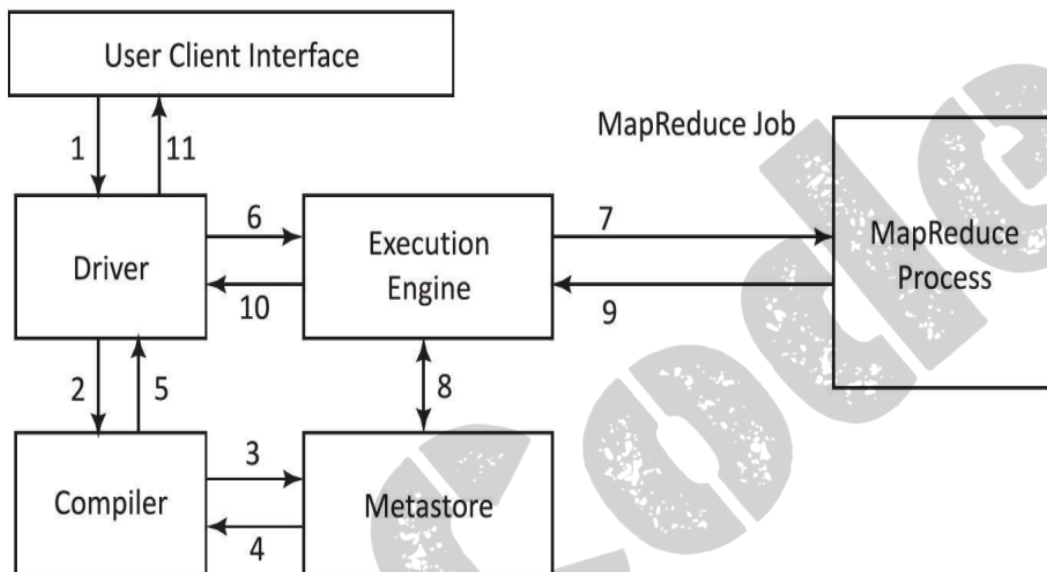 User Client Interface
1
11
MapReduce Job
Driver
6
10
Execution
Engine
7
9
MapReduce
Process
2
5
8
Compiler
3
4
Metastore